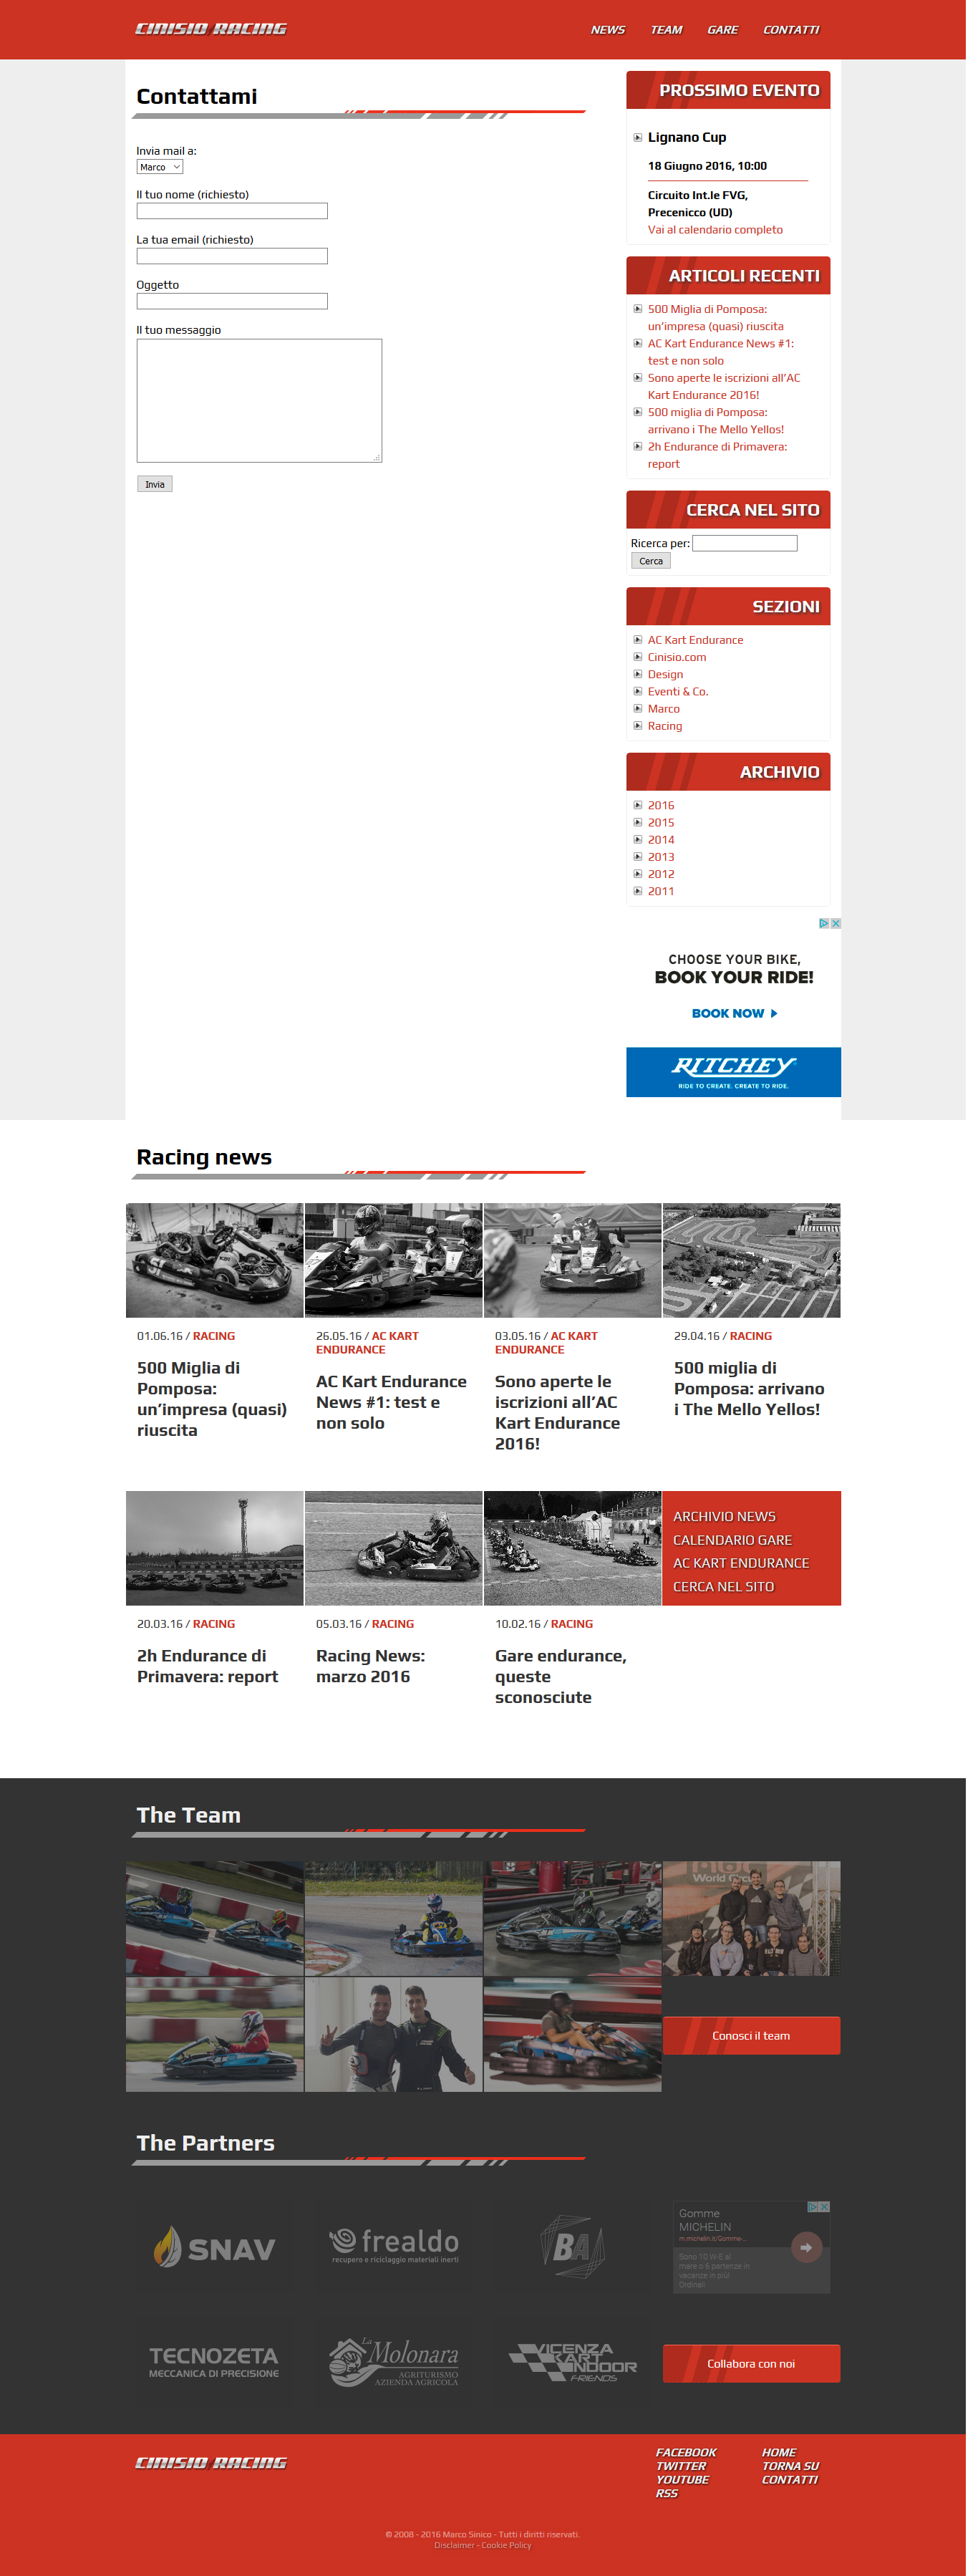 CINISIO RACING
NEWS TEAM GARE CONTATTI
Contattami
Invia mail a:
Marco
Il tuo nome (richiesto)
La tua email (richiesto)
Oggetto
Il tuo messaggio
Invia
PROSSIMO EVENTO
Lignano Cup
18 Giugno 2016, 10:00
Circuito Int.le FVG,
Precenicco (UD)
Vai al calendario completo
ARTICOLI RECENTI
500 Miglia di Pomposa:
un’impresa (quasi) riuscita
AC Kart Endurance News #1:
test e non solo
Sono aperte le iscrizioni all’AC
Kart Endurance 2016!
500 miglia di Pomposa:
arrivano i The Mello Yellos!
2h Endurance di Primavera:
report
CERCA NEL SITO
Ricerca per:
Cerca
SEZIONI
AC Kart Endurance
Cinisio.com
Design
Eventi & Co.
Marco
Racing
ARCHIVIO
2016
2015
2014
2013
2012
2011
CHOOSE YOUR BIKE,
BOOK YOUR RIDE!
BOOK NOW
RITCHEY
RIDE TO CREATE. CREATE TO RIDE.
Racing news
01.06.16 / RACING
500 Miglia di
Pomposa:
un’impresa (quasi)
riuscita
26.05.16 / AC KART
ENDURANCE
AC Kart Endurance
News #1: test e
non solo
03.05.16 / AC KART
ENDURANCE
Sono aperte le
iscrizioni all’AC
Kart Endurance
2016!
29.04.16 / RACING
500 miglia di
Pomposa: arrivano
i The Mello Yellos!
ARCHIVIO NEWS
CALENDARIO GARE
AC KART ENDURANCE
CERCA NEL SITO
20.03.16 / RACING
2h Endurance di
Primavera: report
05.03.16 / RACING
Racing News:
marzo 2016
10.02.16 / RACING
Gare endurance,
queste
sconosciute
The Team
World Circuit
Conosci il team
The Partners
SNAV
frealdo
recupero e riciclaggio materiali inerti
BA
Gomme
MICHELIN
m.michelin.it/Gomme-...
Sono 10 W-E al
mare o 6 partenze in
vacanze in più!
Ordinali
TECNOZETA
MECCANICA DI PRECISIONE
La Molonara
AGRITURISMO
AZIENDA AGRICOLA
VICENZA
KART
INDOOR
FRIENDS
Collabora con noi
CINISIO RACING
FACEBOOK
TWITTER
YOUTUBE
RSS
HOME
TORNA SU
CONTATTI
© 2008 - 2016 Marco Sinico - Tutti i diritti riservati.
Disclaimer - Cookie Policy